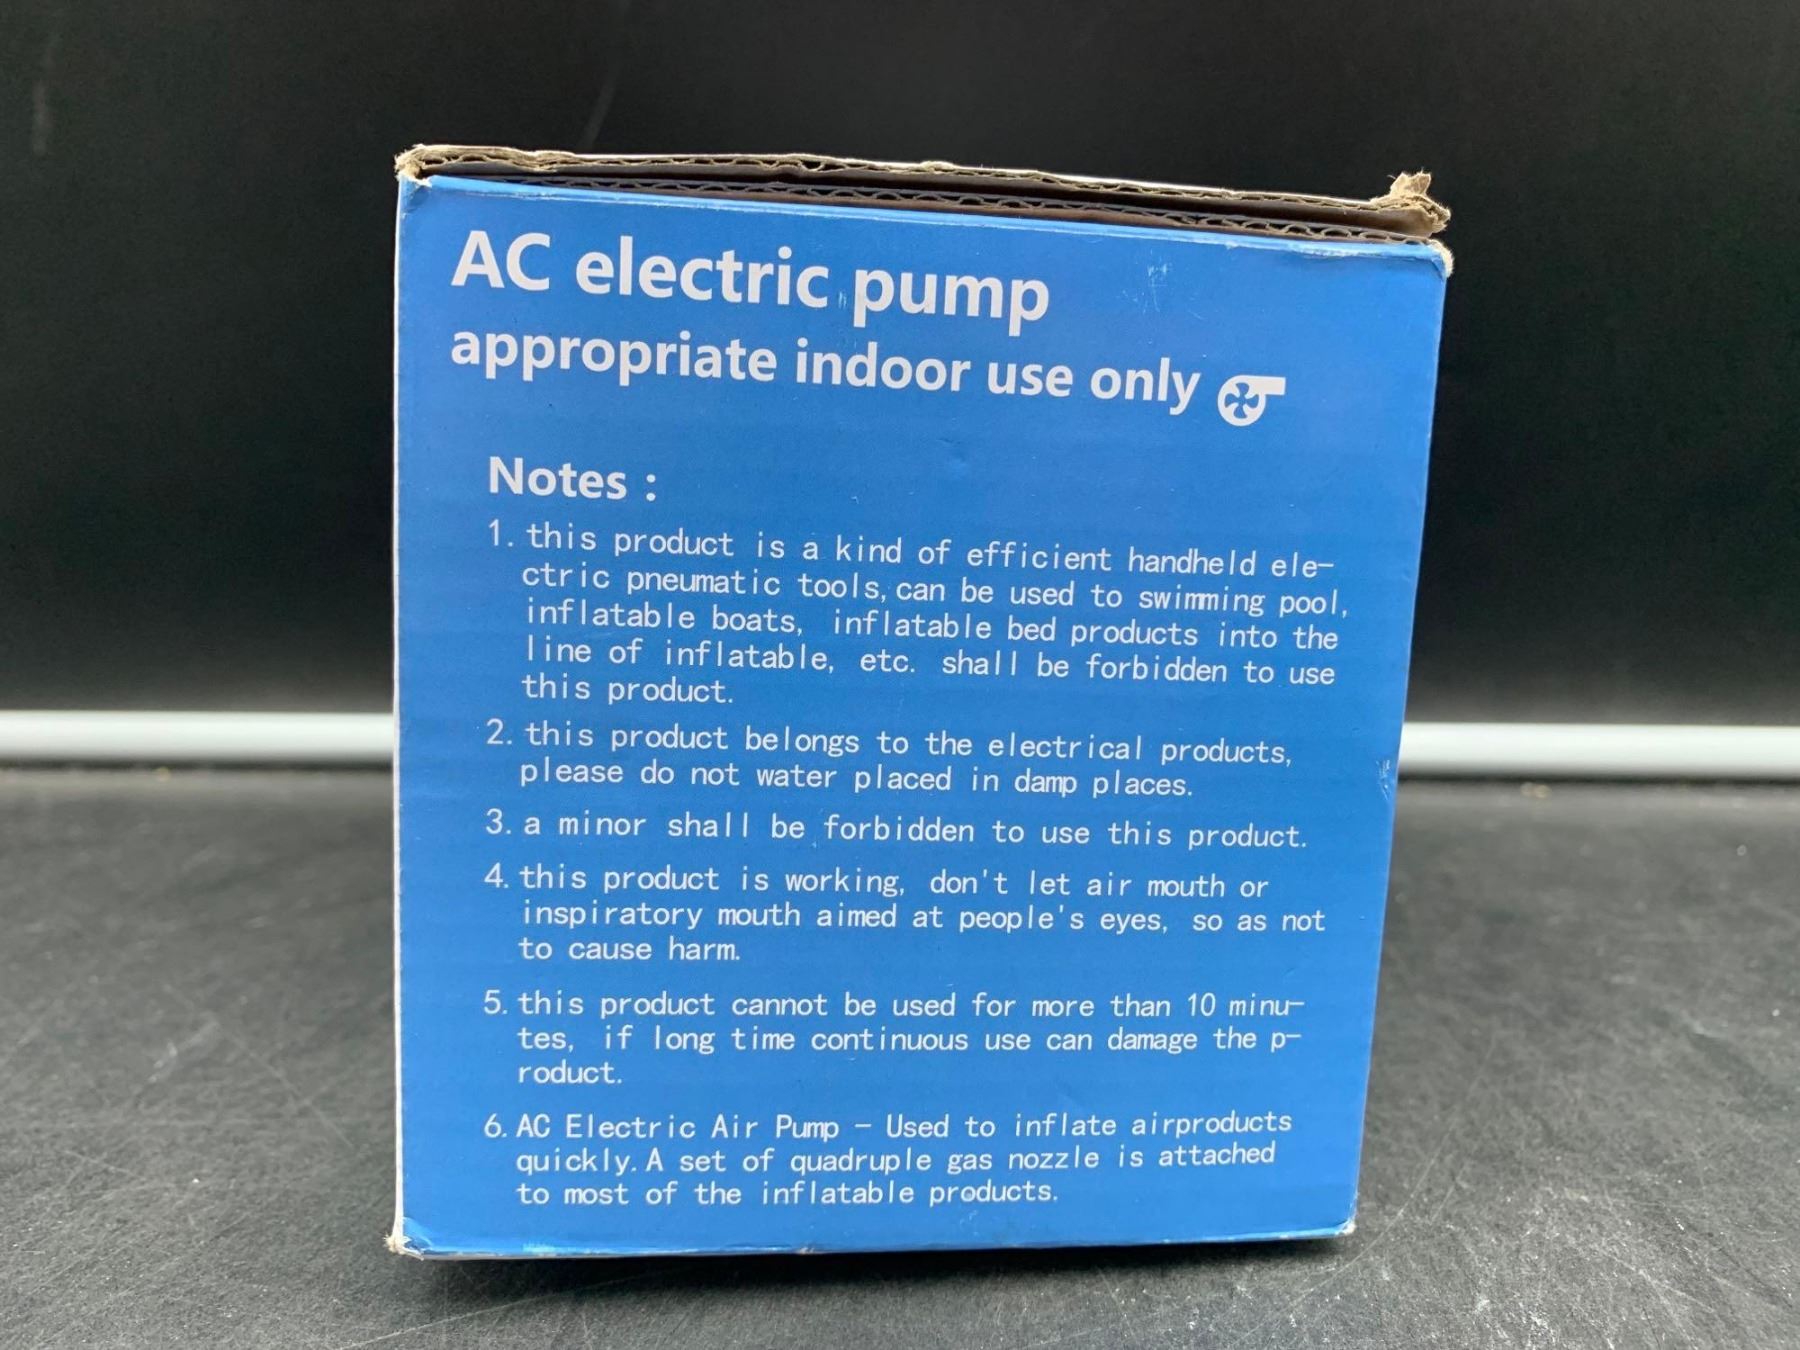 AC electric pump
appropriate indoor use only
Notes :
1. this product is a kind of efficient handheld ele-
ctric pneumatic tools, can be used to swimming pool,
inflatable boats, inflatable bed products into the
line of inflatable, etc. shall be forbidden to use
this product.
2. this product belongs to the electrical products,
please do not water placed in damp places.
3. a minor shall be forbidden to use this product.
4. this product is working, don't let air mouth or
inspiratory mouth aimed at people's eyes, so as not
to cause harm.
5. this product cannot be used for more than 10 minu-
tes, if long time continuous use can damage the p-
roduct.
6. AC Electric Air Pump - Used to inflate airproducts
quickly. A set of quadruple gas nozzle is attached
to most of the inflatable products.